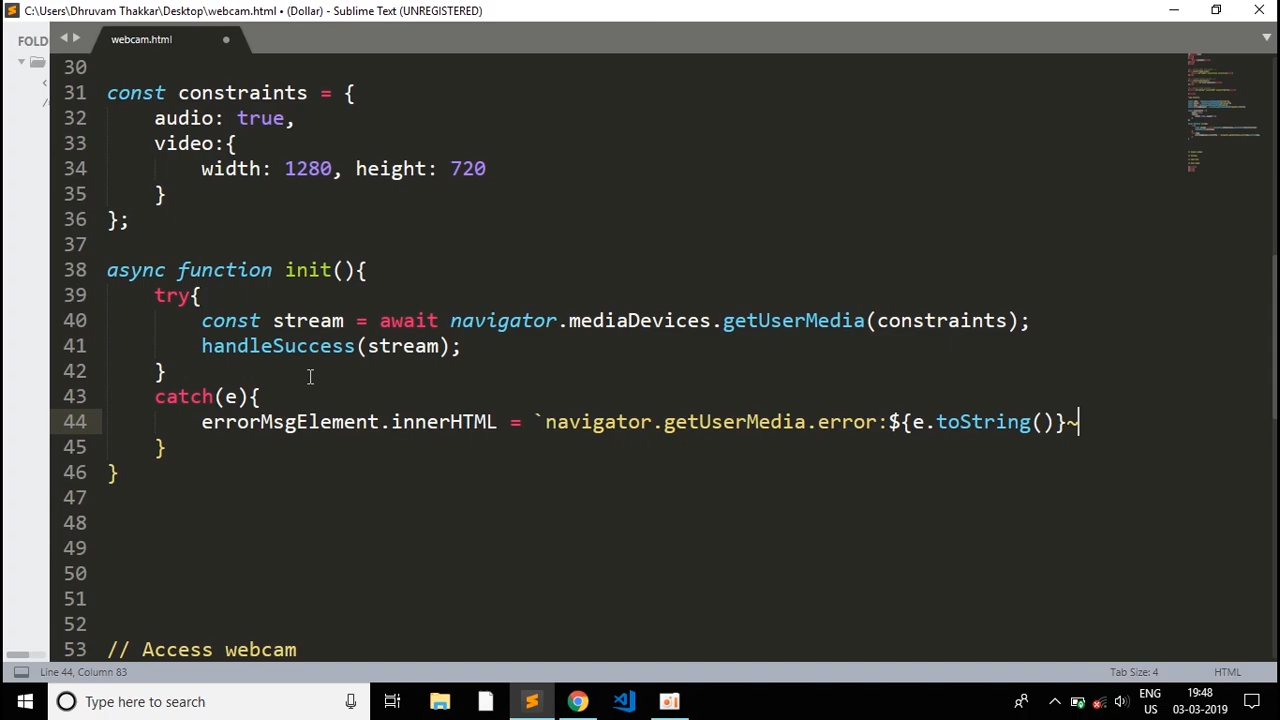 C:\Users\Dhruvam Thakkar\Desktop\webcam.html • (Dollar) - Sublime Text (UNREGISTERED)
FOLD
webcam.html
30
31 const constraints = {
32 audio: true,
33 video:{
34 width: 1280, height: 720
35 }
36 };
37
38 async function init(){
39 try{
40 const stream = await navigator.mediaDevices.getUserMedia(constraints);
41 handleSuccess(stream);
42 }
43 catch(e){
44 errorMsgElement.innerHTML = `navigator.getUserMedia.error:${e.toString()}~
45 }
46 }
47
48
49
50
51
52
53 // Access webcam
Line 44, Column 83
Tab Size: 4
HTML
Type here to search
ENG
US
19:48
03-03-2019